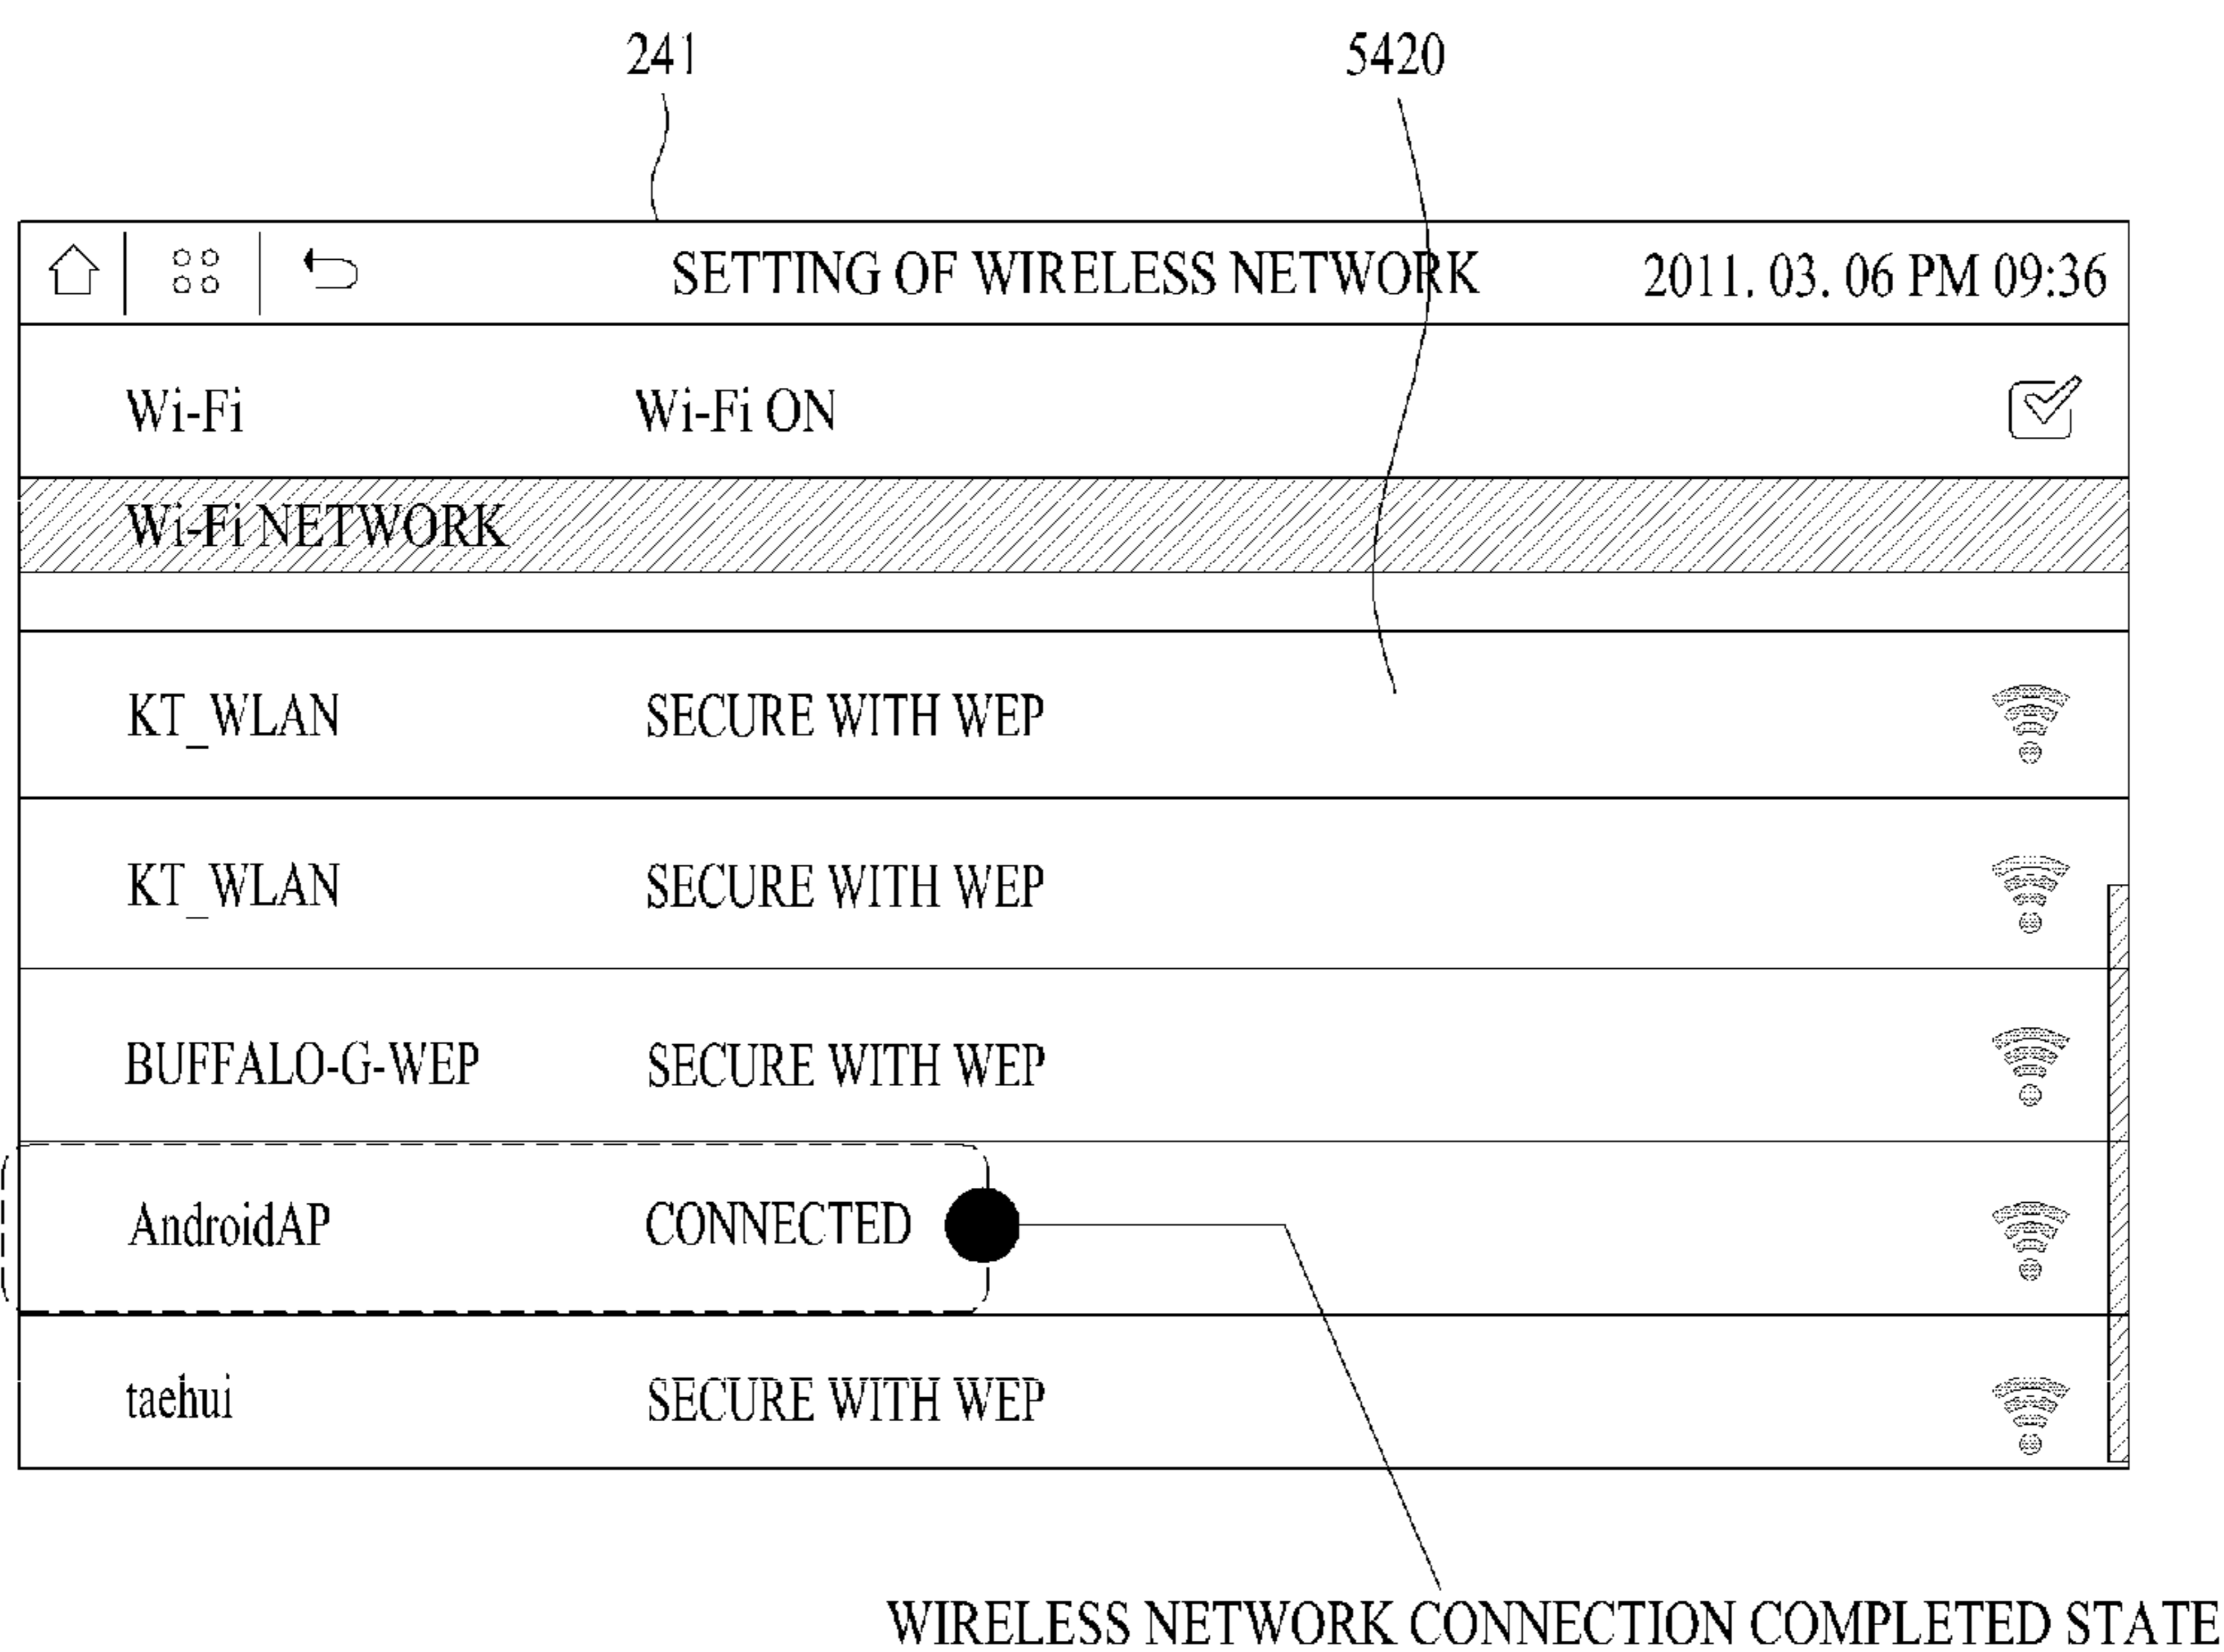 241 5420
SETTING OF WIRELESS NETWORK 2011. 03. 06 PM 09:36
Wi-Fi Wi-Fi ON
Wi-Fi NETWORK
KT_WLAN SECURE WITH WEP
KT_WLAN SECURE WITH WEP
BUFFALO-G-WEP SECURE WITH WEP
AndroidAP CONNECTED
taehui SECURE WITH WEP
WIRELESS NETWORK CONNECTION COMPLETED STATE